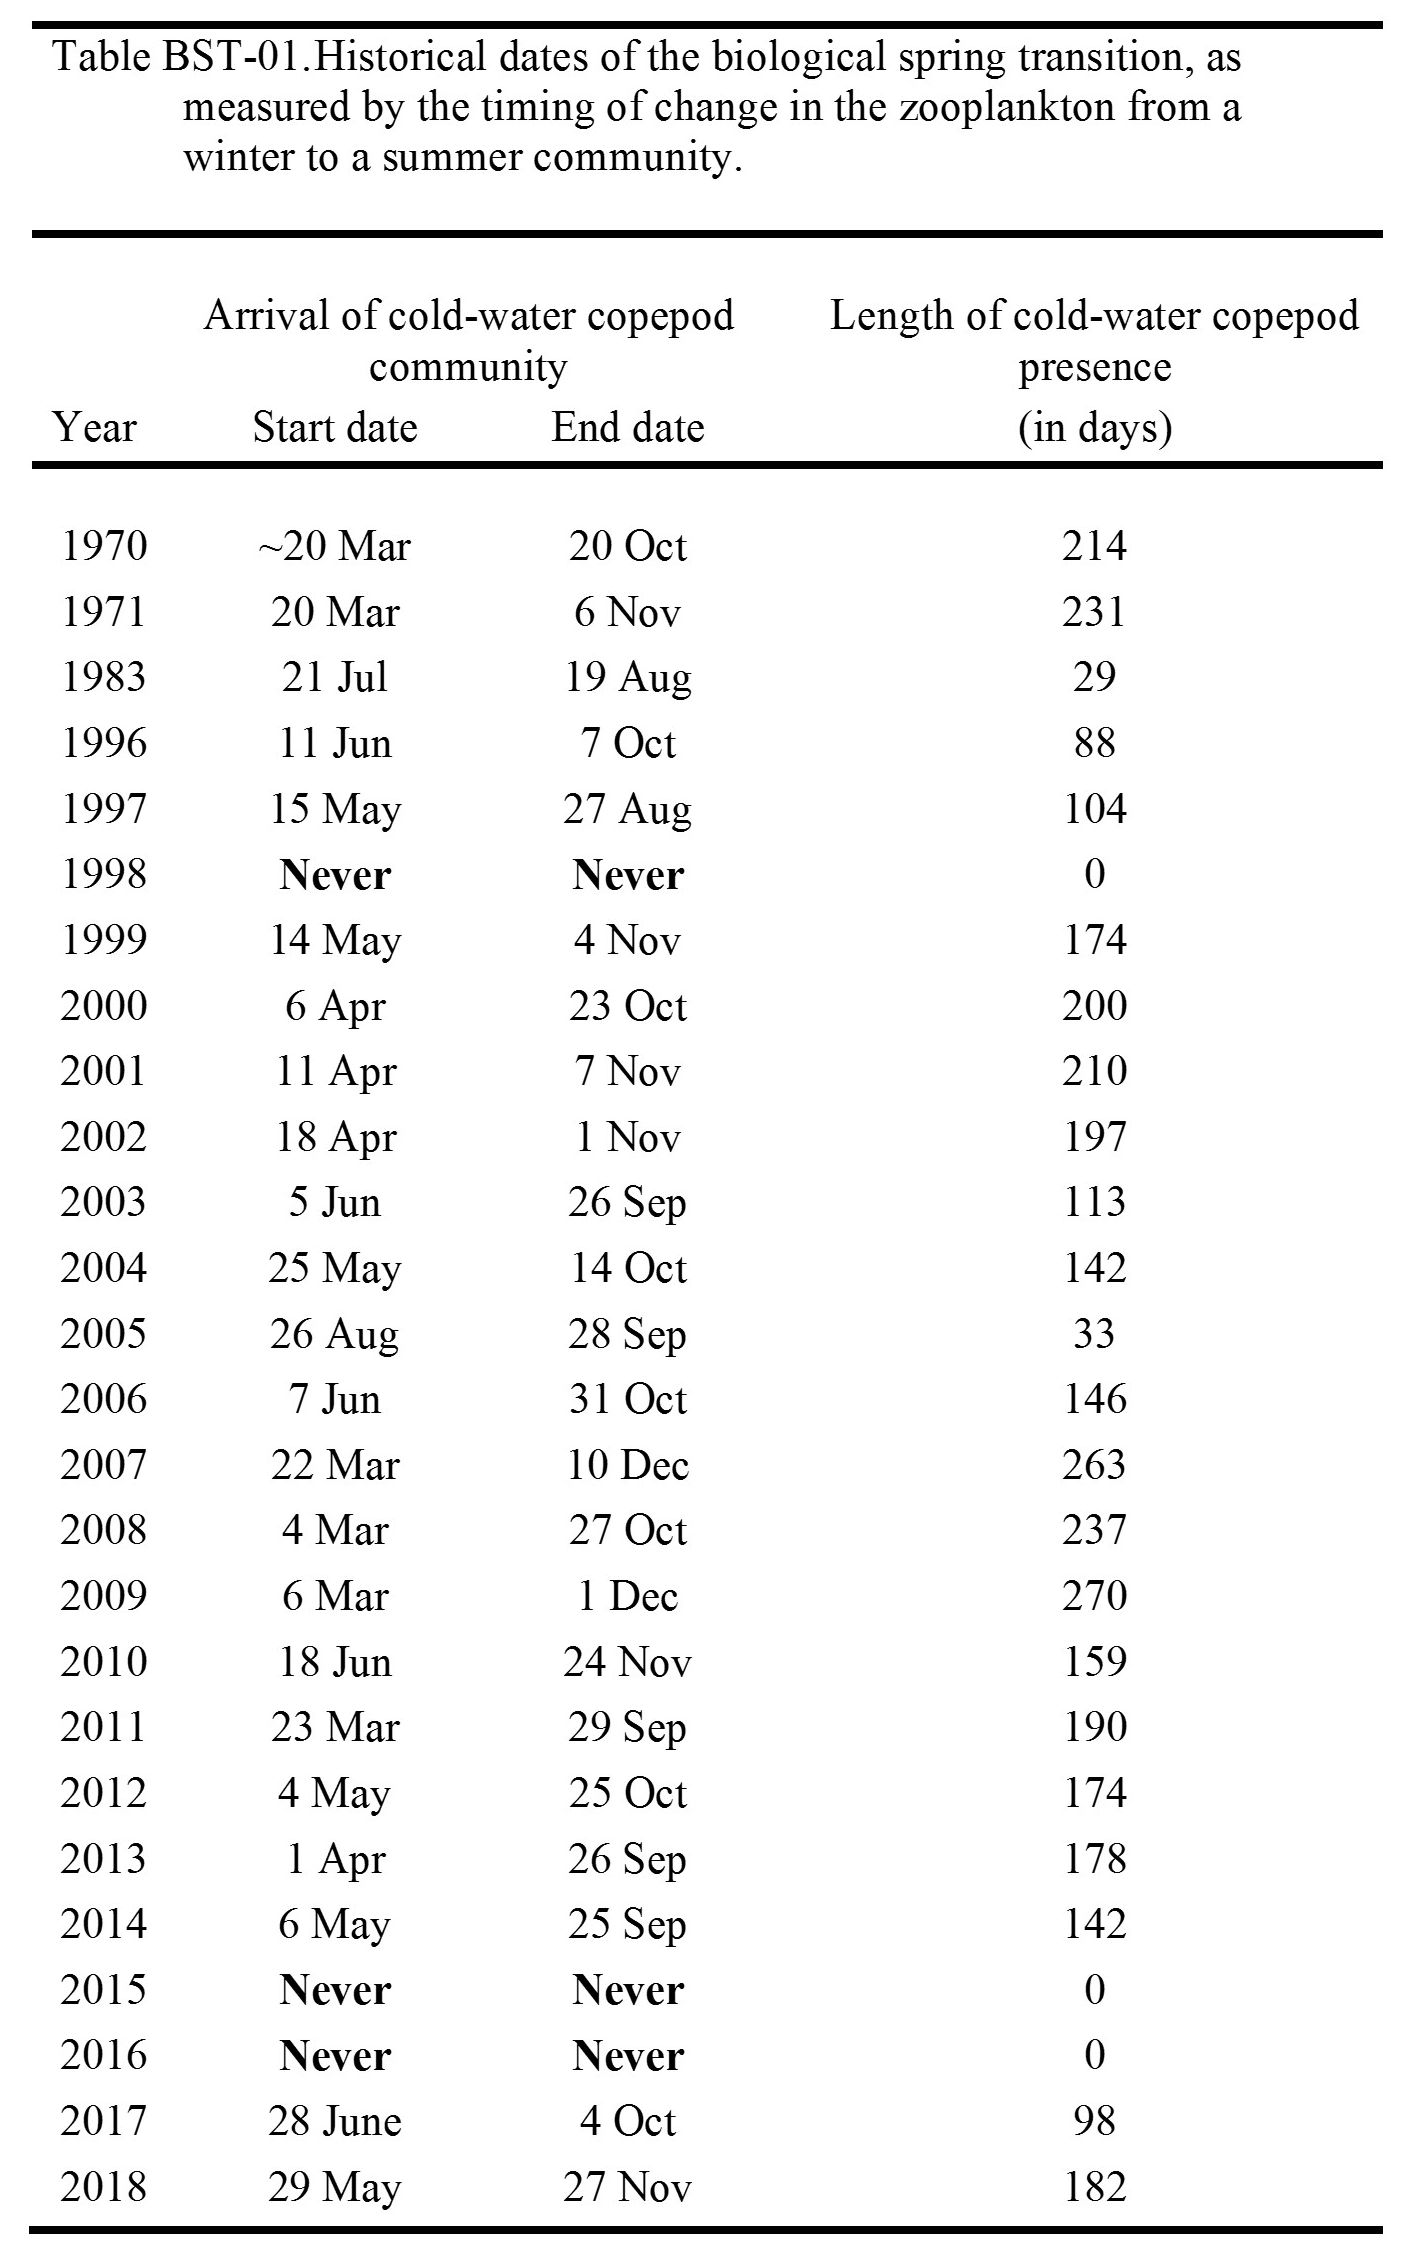 Table BST-01.Historical dates of the biological spring transition, as
measured by the timing of change in the zooplankton from a
winter to a summer community.
Arrival of cold-water copepod Length of cold-water copepod
community presence
Year Start date End date (in days)
1970 ~20 Mar 20 Oct 214
1971 20 Mar 6 Nov 231
1983 21 Jul 19 Aug 29
1996 11 Jun 7 Oct 88
1997 15 May 27 Aug 104
1998 Never Never 0
1999 14 May 4 Nov 174
2000 6 Apr 23 Oct 200
2001 11 Apr 7 Nov 210
2002 18 Apr 1 Nov 197
2003 5 Jun 26 Sep 113
2004 25 May 14 Oct 142
2005 26 Aug 28 Sep 33
2006 7 Jun 31 Oct 146
2007 22 Mar 10 Dec 263
2008 4 Mar 27 Oct 237
2009 6 Mar 1 Dec 270
2010 18 Jun 24 Nov 159
2011 23 Mar 29 Sep 190
2012 4 May 25 Oct 174
2013 1 Apr 26 Sep 178
2014 6 May 25 Sep 142
2015 Never Never 0
2016 Never Never 0
2017 28 June 4 Oct 98
2018 29 May 27 Nov 182